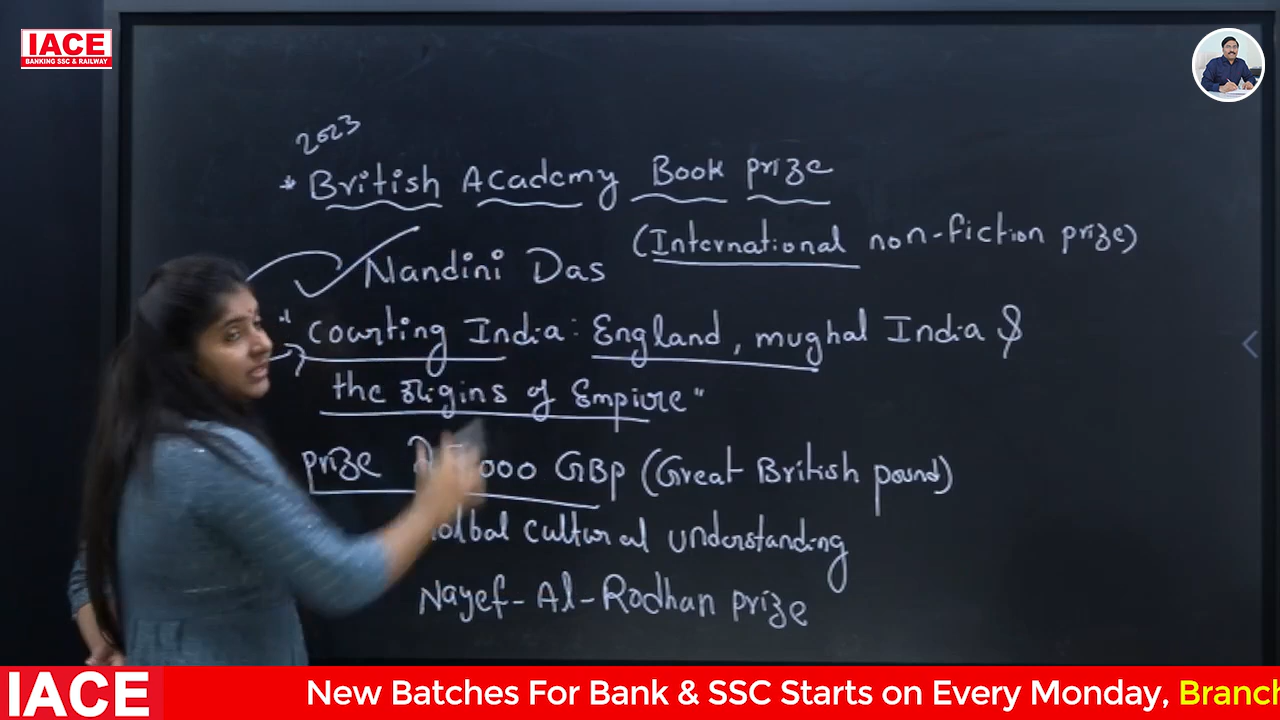 IACE
BANKING SSC & RAILWAY
2023
* British Academy Book prize
(International non-fiction prize)
Nandini Das
* Courting India: England, mughal India &
the origins of Empire"
prize 000 GBP (Great British pound)
cultural understanding
Nayef-Al-Rodhan prize
IACE
New Batches For Bank & SSC Starts on Every Monday, Branch